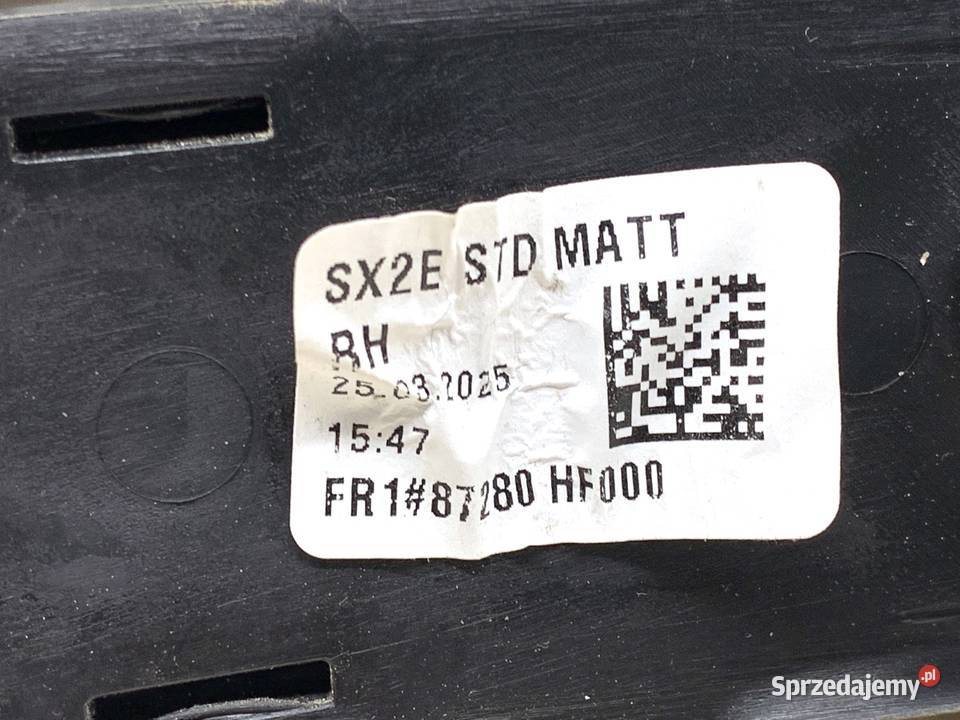 SX2E STD MATT
RH
25.03.2025
15:47
FR1#87280 HF000
Sprzedajemy.pl